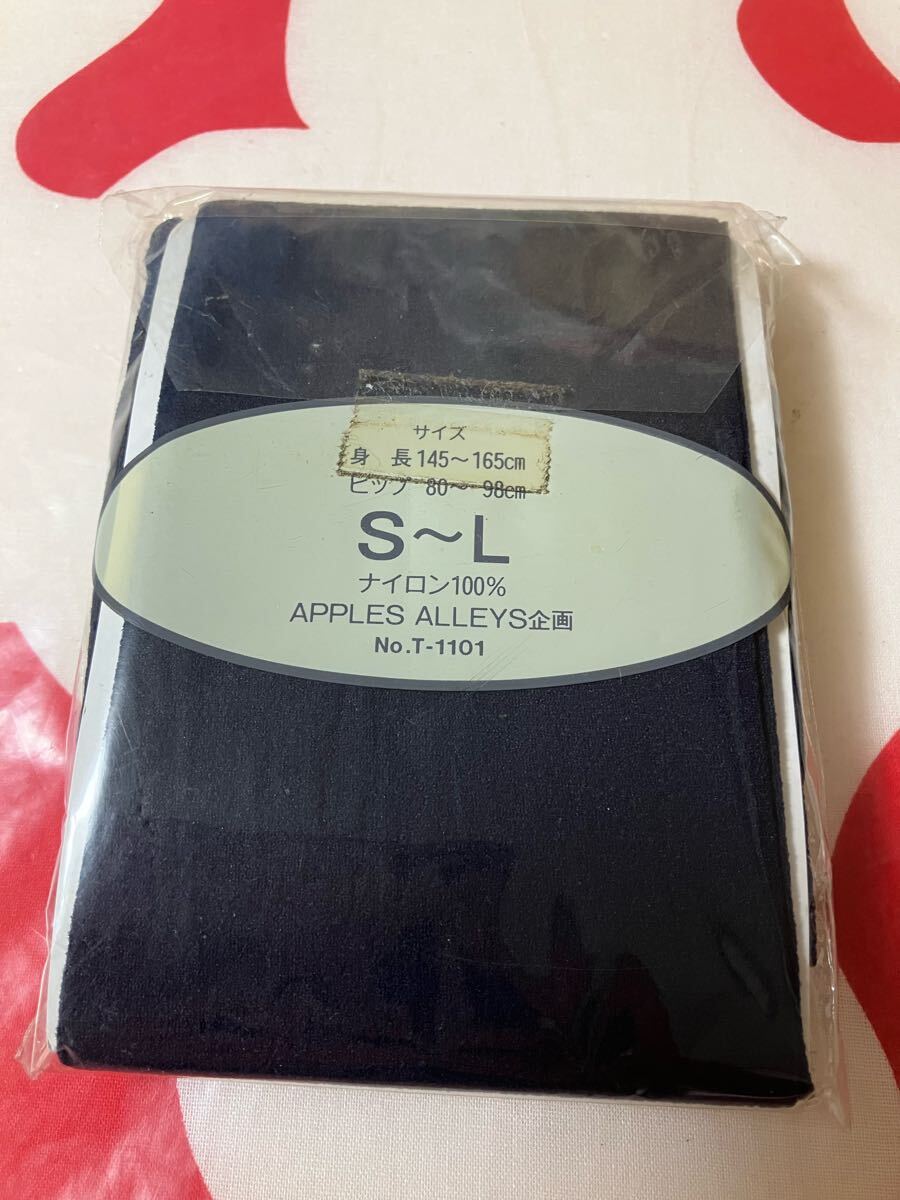 サイズ
身 長 145〜165cm
ヒップ 80〜 98cm
S〜L
ナイロン100%
APPLES ALLEYS企画
No.T-1101